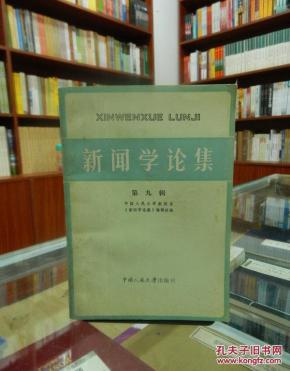 XINWENXUE LUNJI
新闻学论集
第九辑
中国人民大学新闻系
《新闻学论集》编辑组编
中国人民大学出版社
孔夫子旧书网